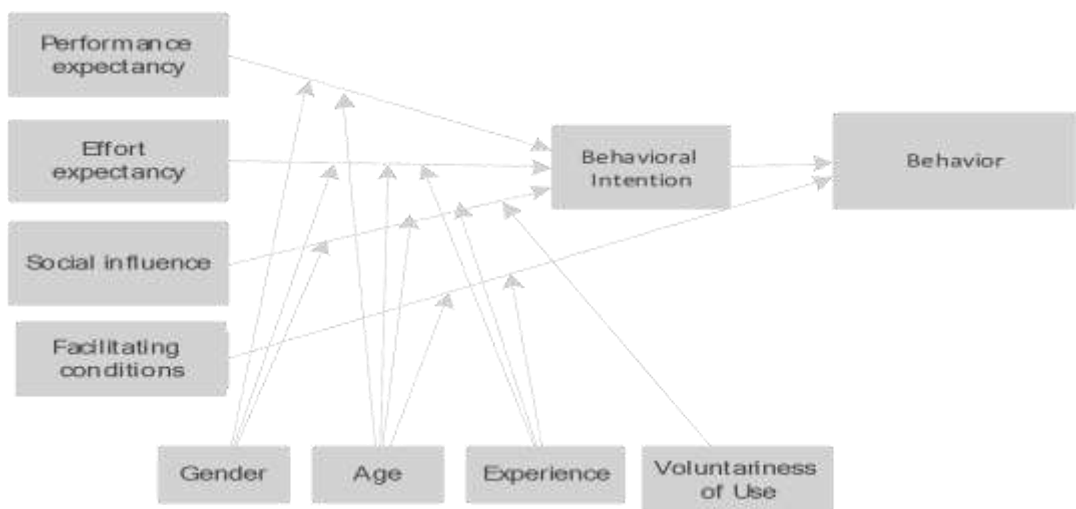 Performance
expectancy
Effort
expectancy
Social influence
Facilitating
conditions
Behavioral
Intention
Behavior
Gender
Age
Experience
Voluntariness
of Use